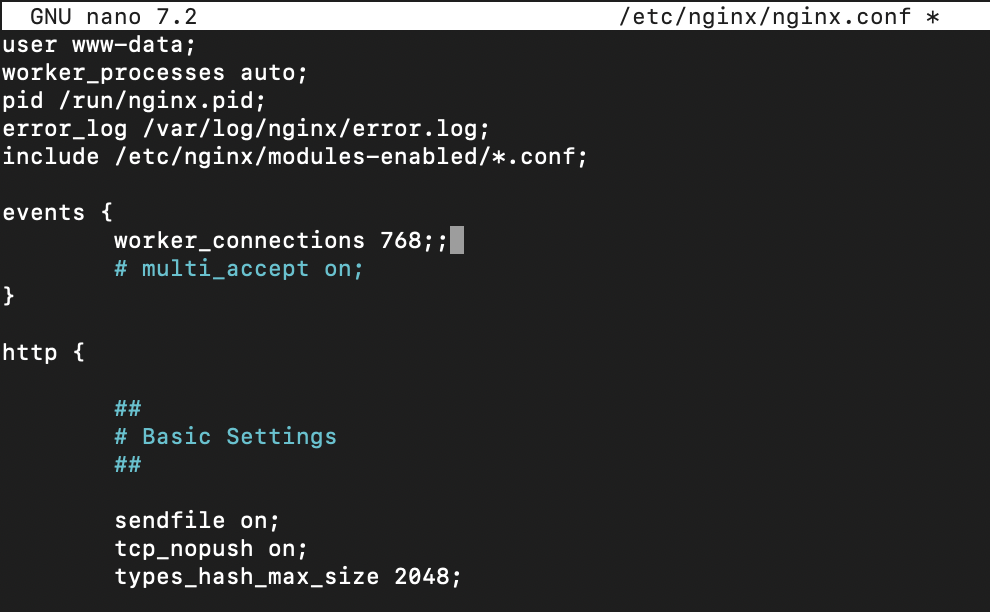 GNU nano 7.2 /etc/nginx/nginx.conf *
user www-data;
worker_processes auto;
pid /run/nginx.pid;
error_log /var/log/nginx/error.log;
include /etc/nginx/modules-enabled/*.conf;

events {
        worker_connections 768;;
        # multi_accept on;
}

http {

        ##
        # Basic Settings
        ##

        sendfile on;
        tcp_nopush on;
        types_hash_max_size 2048;